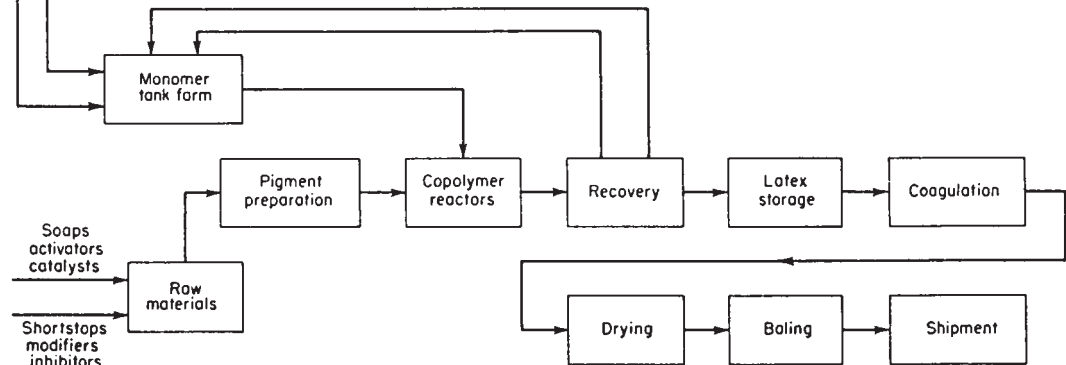 Monomer
tank farm
Pigment
preparation
Copolymer
reactors
Recovery
Latex
storage
Coagulation
Soaps
activators
catalysts
Raw
materials
Shortstops
modifiers
inhibitors
Drying
Baling
Shipment